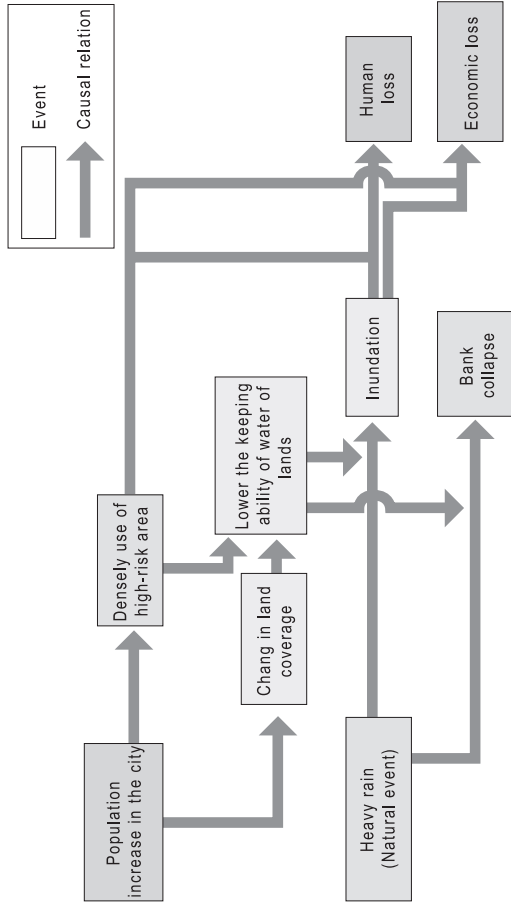 Event
Causal relation
Population
increase in the city
Densely use of
high-risk area
Chang in land
coverage
Lower the keeping
ability of water of
lands
Heavy rain
(Natural event)
Inundation
Bank
collapse
Human
loss
Economic loss